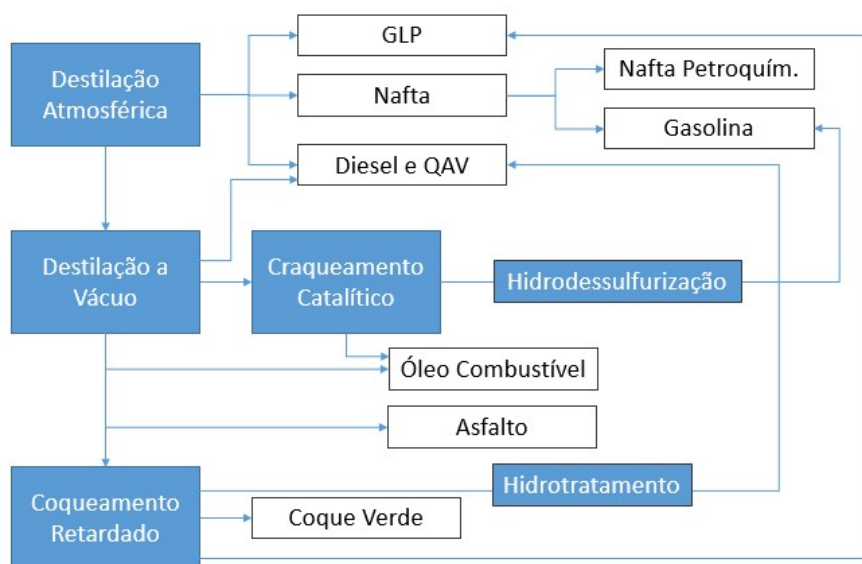 GLP
Destilação
Atmosférica
Nafta
Nafta Petroquím.
Gasolina
Diesel e QAV
Destilação a
Vácuo
Craqueamento
Catalítico
Hidrodessulfurização
Óleo Combustível
Asfalto
Coqueamento
Retardado
Hidrotratamento
Coque Verde